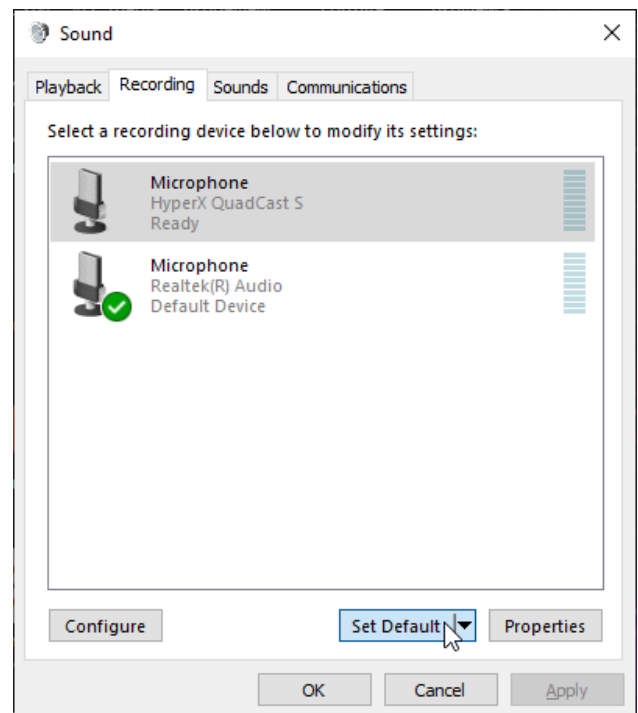 Sound
Playback Recording Sounds Communications
Select a recording device below to modify its settings:
Microphone
HyperX QuadCast S
Ready
Microphone
Realtek(R) Audio
Default Device
Configure Set Default Properties
OK Cancel Apply